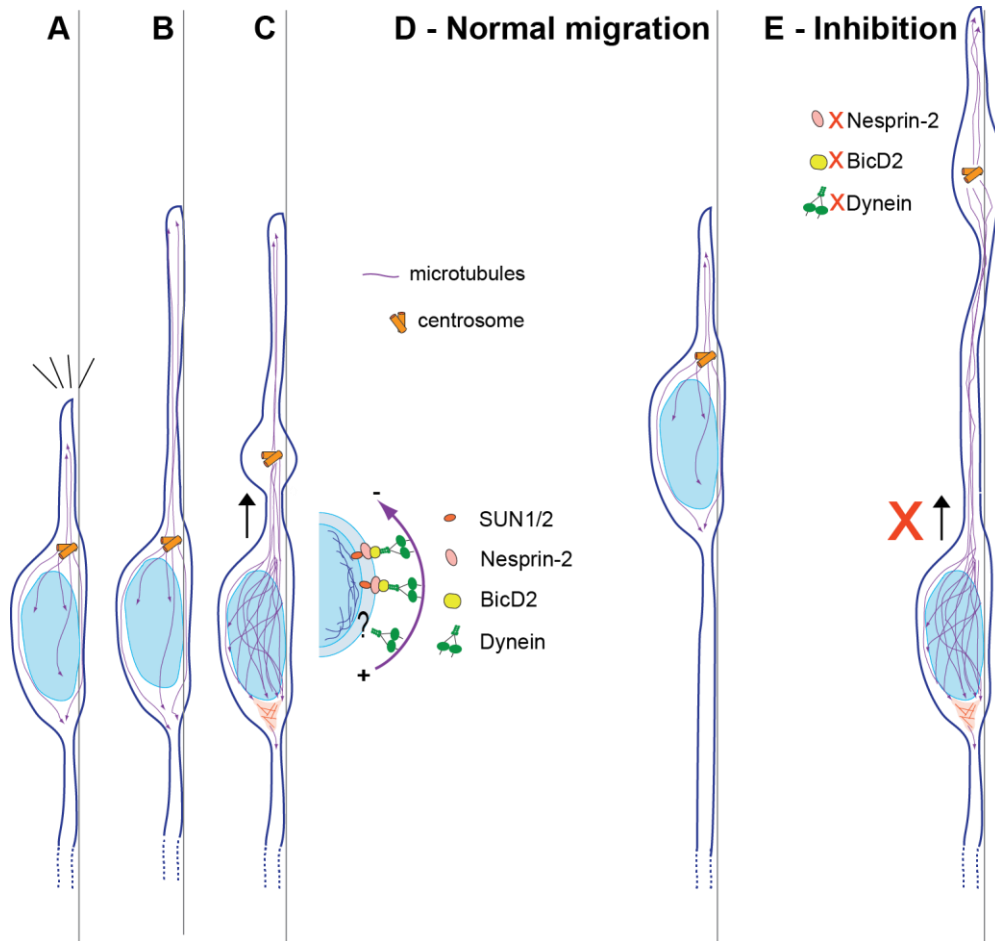 A
B
C
D - Normal migration
E - Inhibition
microtubules
centrosome
-
SUN1/2
Nesprin-2
BicD2
Dynein
?
+
X Nesprin-2
X BicD2
X Dynein
X